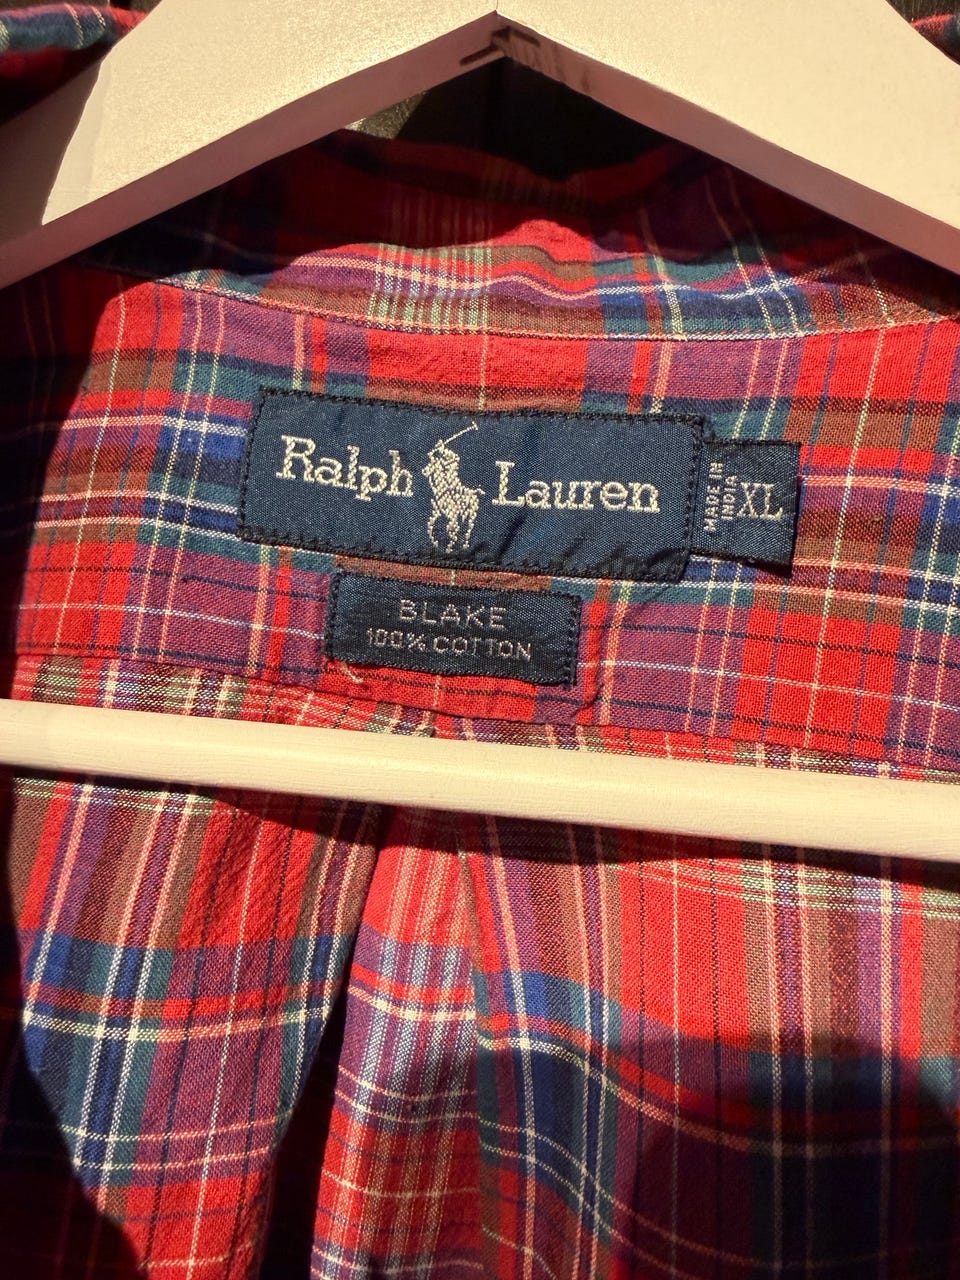 Ralph Lauren
MADE IN
INDIA
XL
BLAKE
100% COTTON